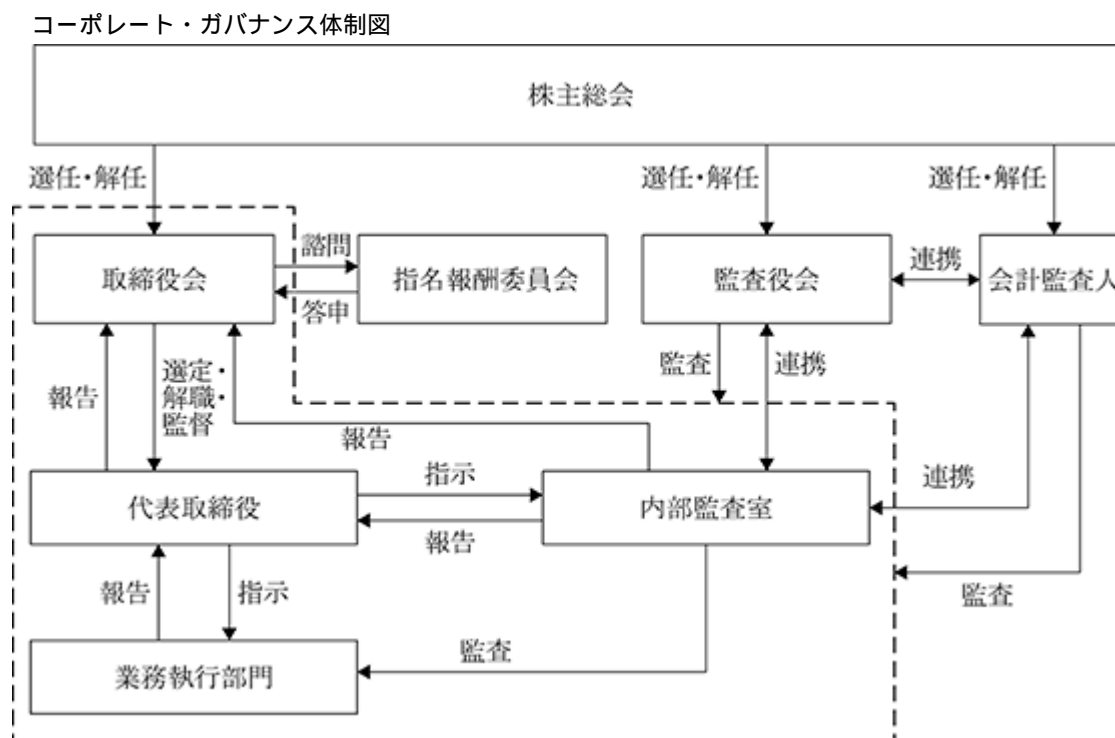 コーポレート・ガバナンス体制図
株主総会
選任・解任
選任・解任
選任・解任
取締役会
諮問
答申
指名報酬委員会
監査役会
連携
会計監査人
報告
選定・
解職・
監督
監査
連携
報告
代表取締役
指示
報告
内部監査室
連携
報告
指示
監査
監査
業務執行部門